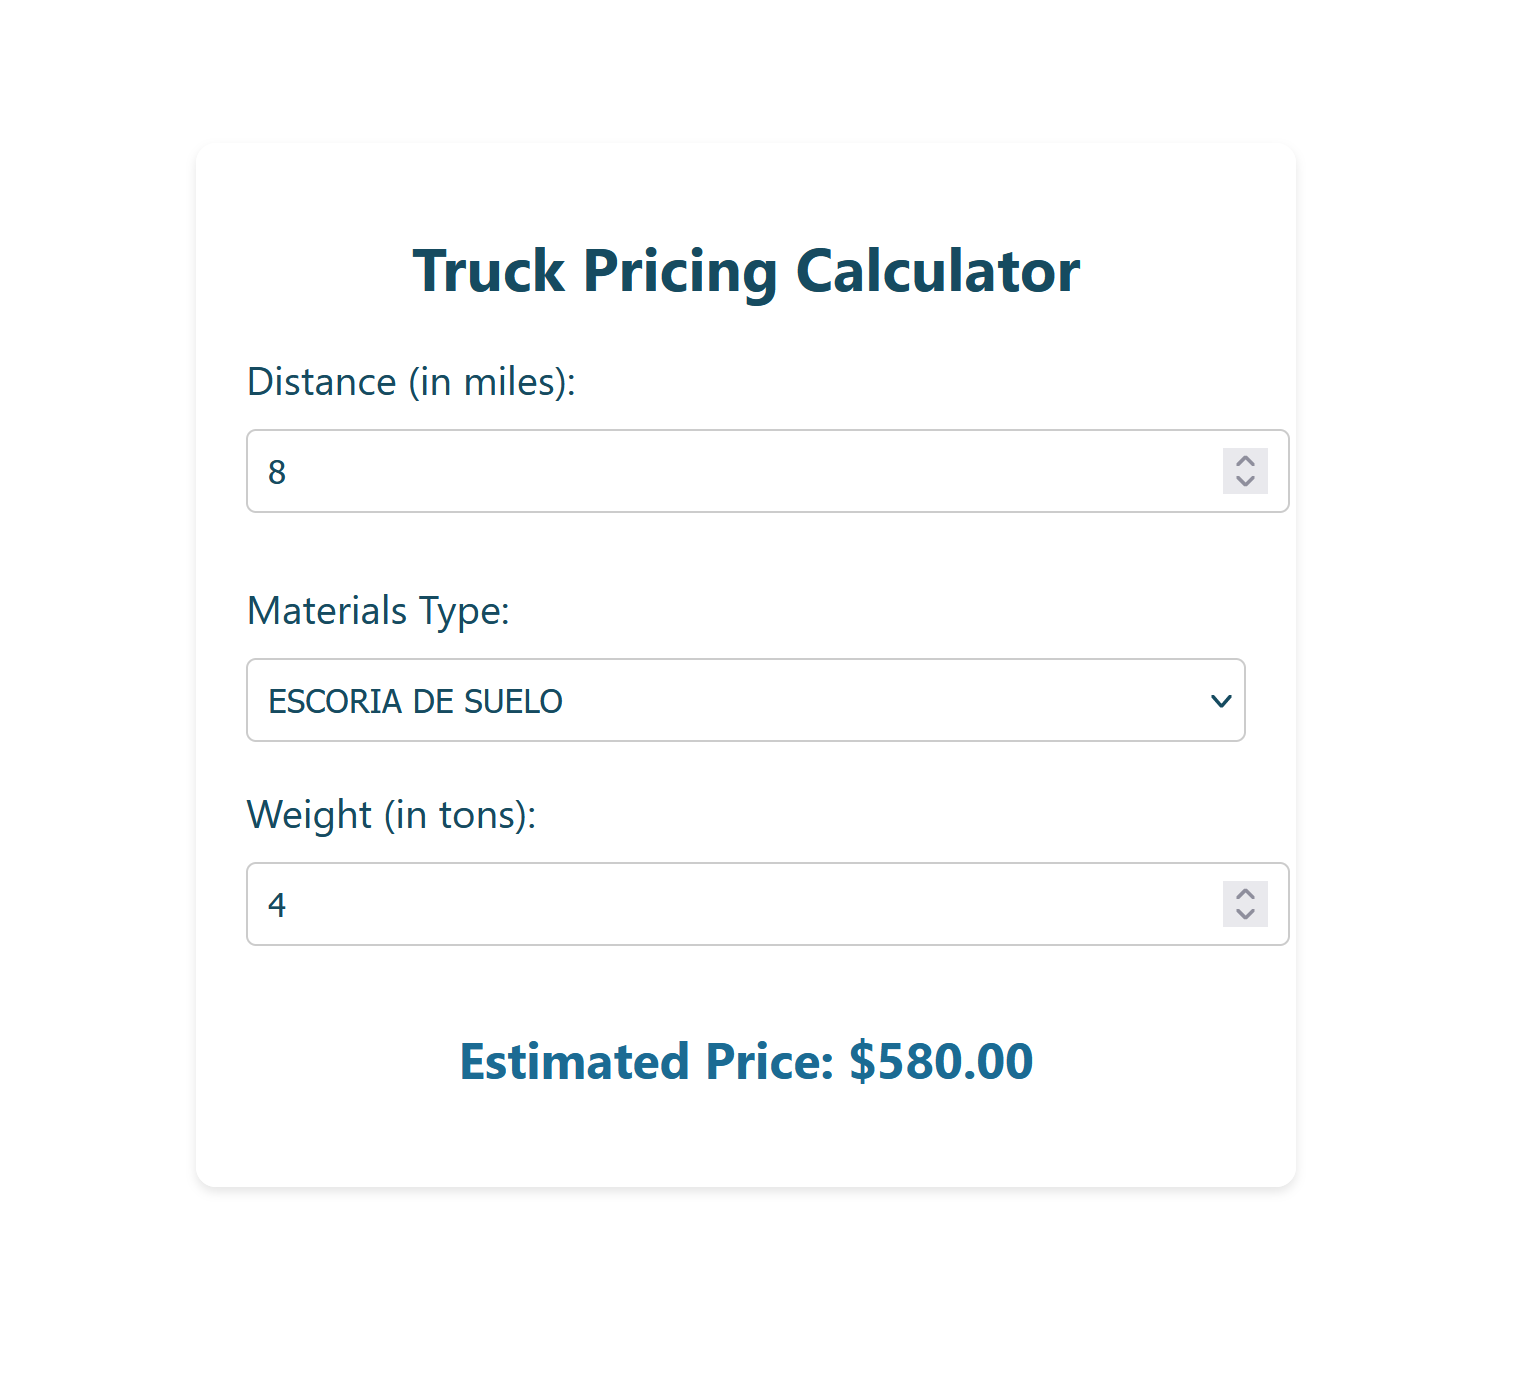 Truck Pricing Calculator
Distance (in miles):
8
Materials Type:
ESCORIA DE SUELO
Weight (in tons):
4
Estimated Price: $580.00